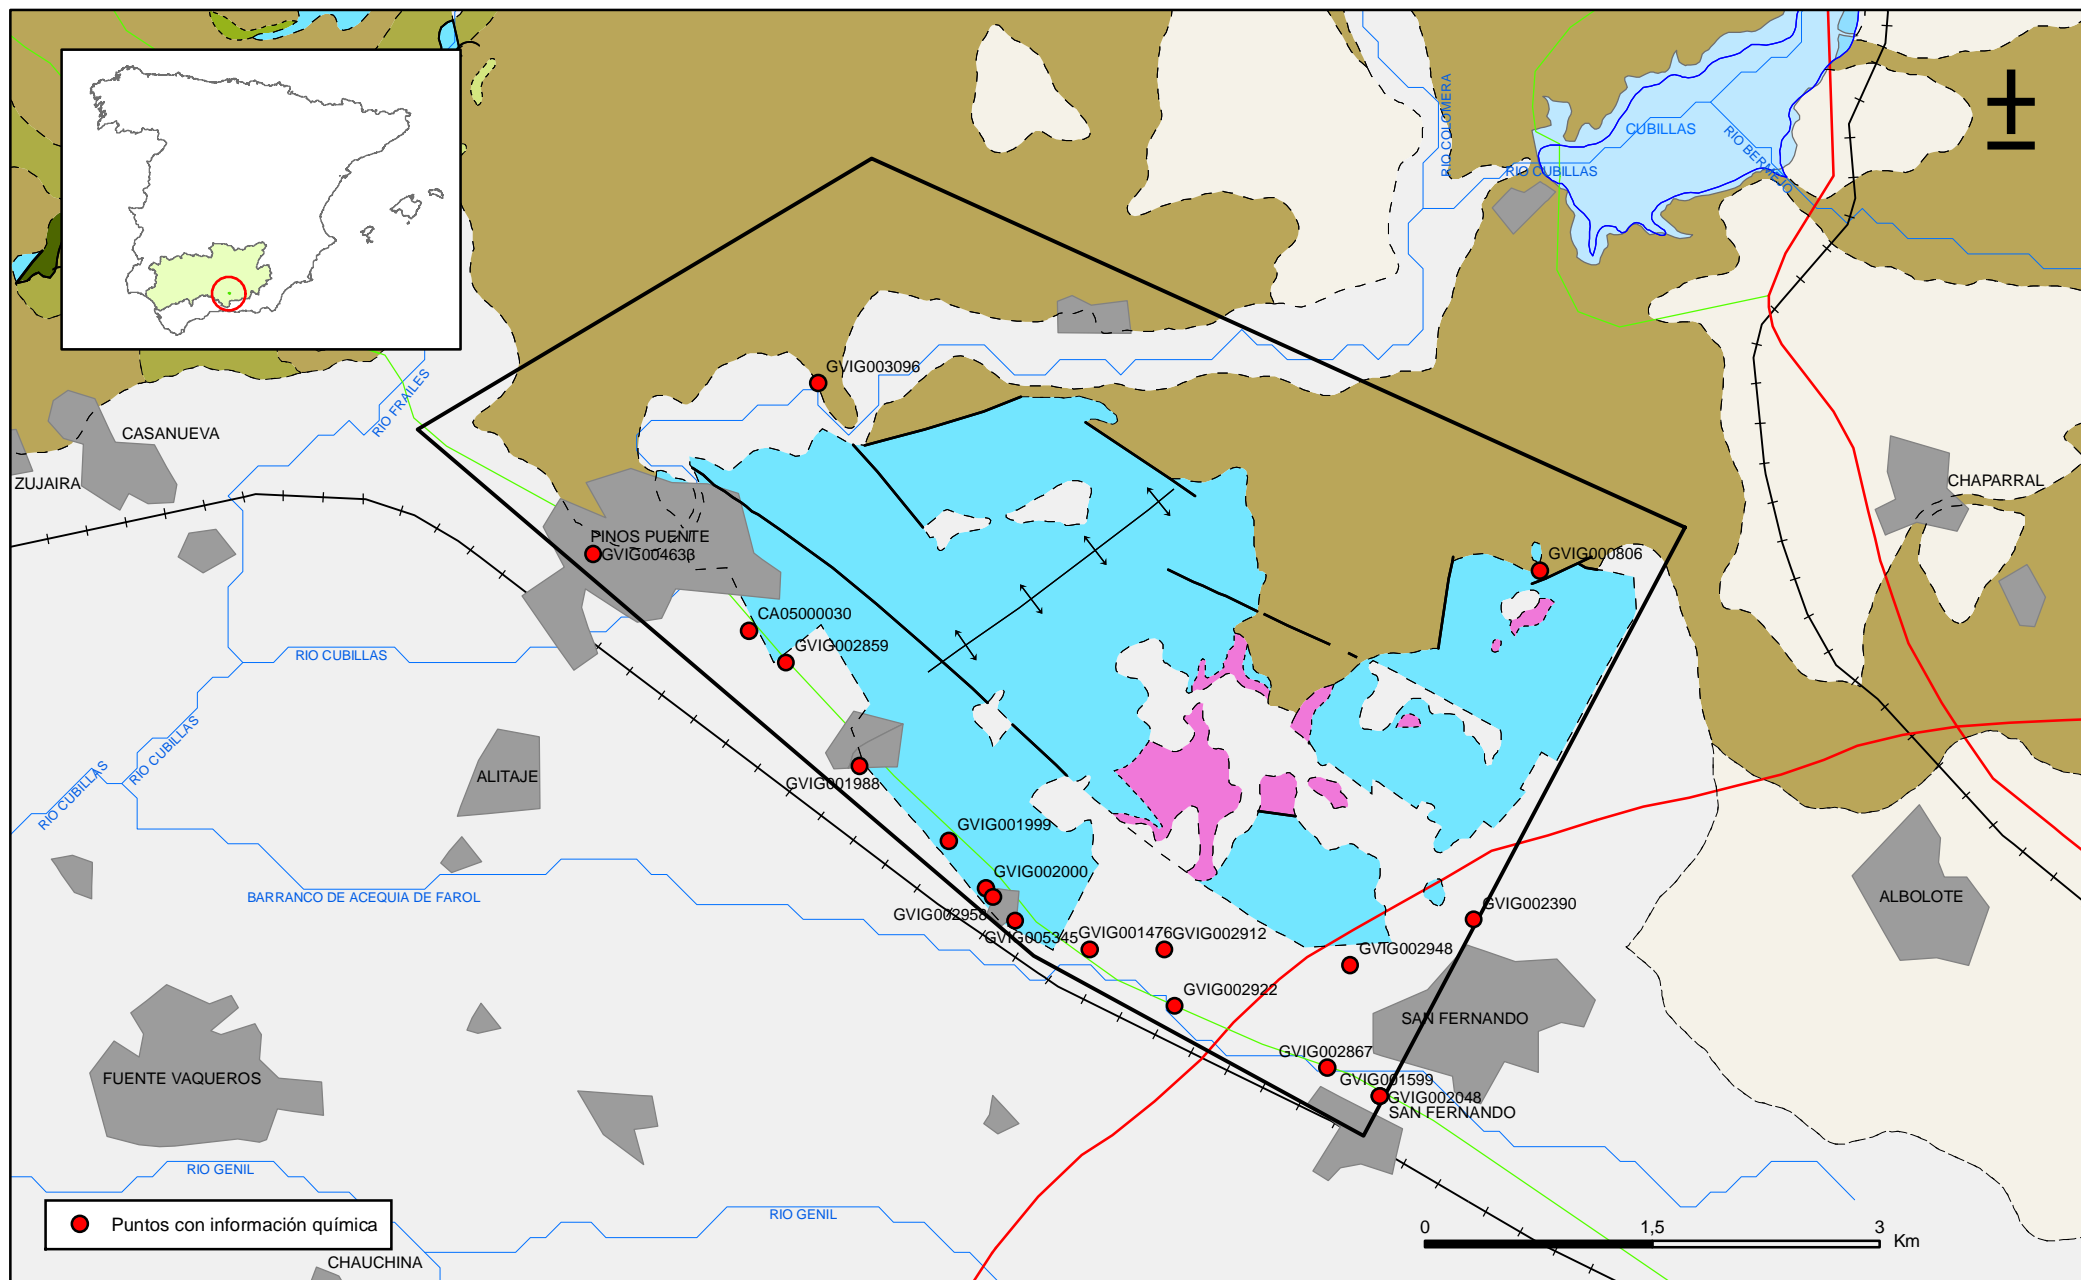 RIO COLOMERA
CUBILLAS
RIO BERMEJO
RIO CUBILLAS
GVIG003096
RIO FRAILES
CASANUEVA
ZUJAIRA
CHAPARRAL
PINOS PUENTE
GVIG004633
GVIG000806
CA05000030
GVIG002859
RIO CUBILLAS
RIO CUBILLAS
RIO CUBILLAS
ALITAJE
GVIG001988
GVIG001999
GVIG002000
BARRANCO DE ACEQUIA DE FAROL
ALBOLOTE
GVIG002958
GVIG002390
GVIG005345
GVIG001476
GVIG002912
GVIG002948
GVIG002922
SAN FERNANDO
GVIG002867
FUENTE VAQUEROS
GVIG001599
GVIG002048
SAN FERNANDO
RIO GENIL
RIO GENIL
Puntos con información química
CHAUCHINA
0 1,5 3
Km